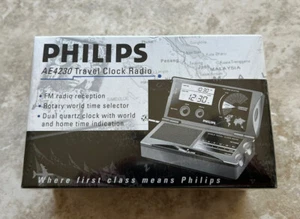 PHILIPS
AE4230 Travel Clock Radio
• FM radio reception
• Rotary world time selector
• Dual quartz clock with world
and home time indication
12:30
Where first class means Philips